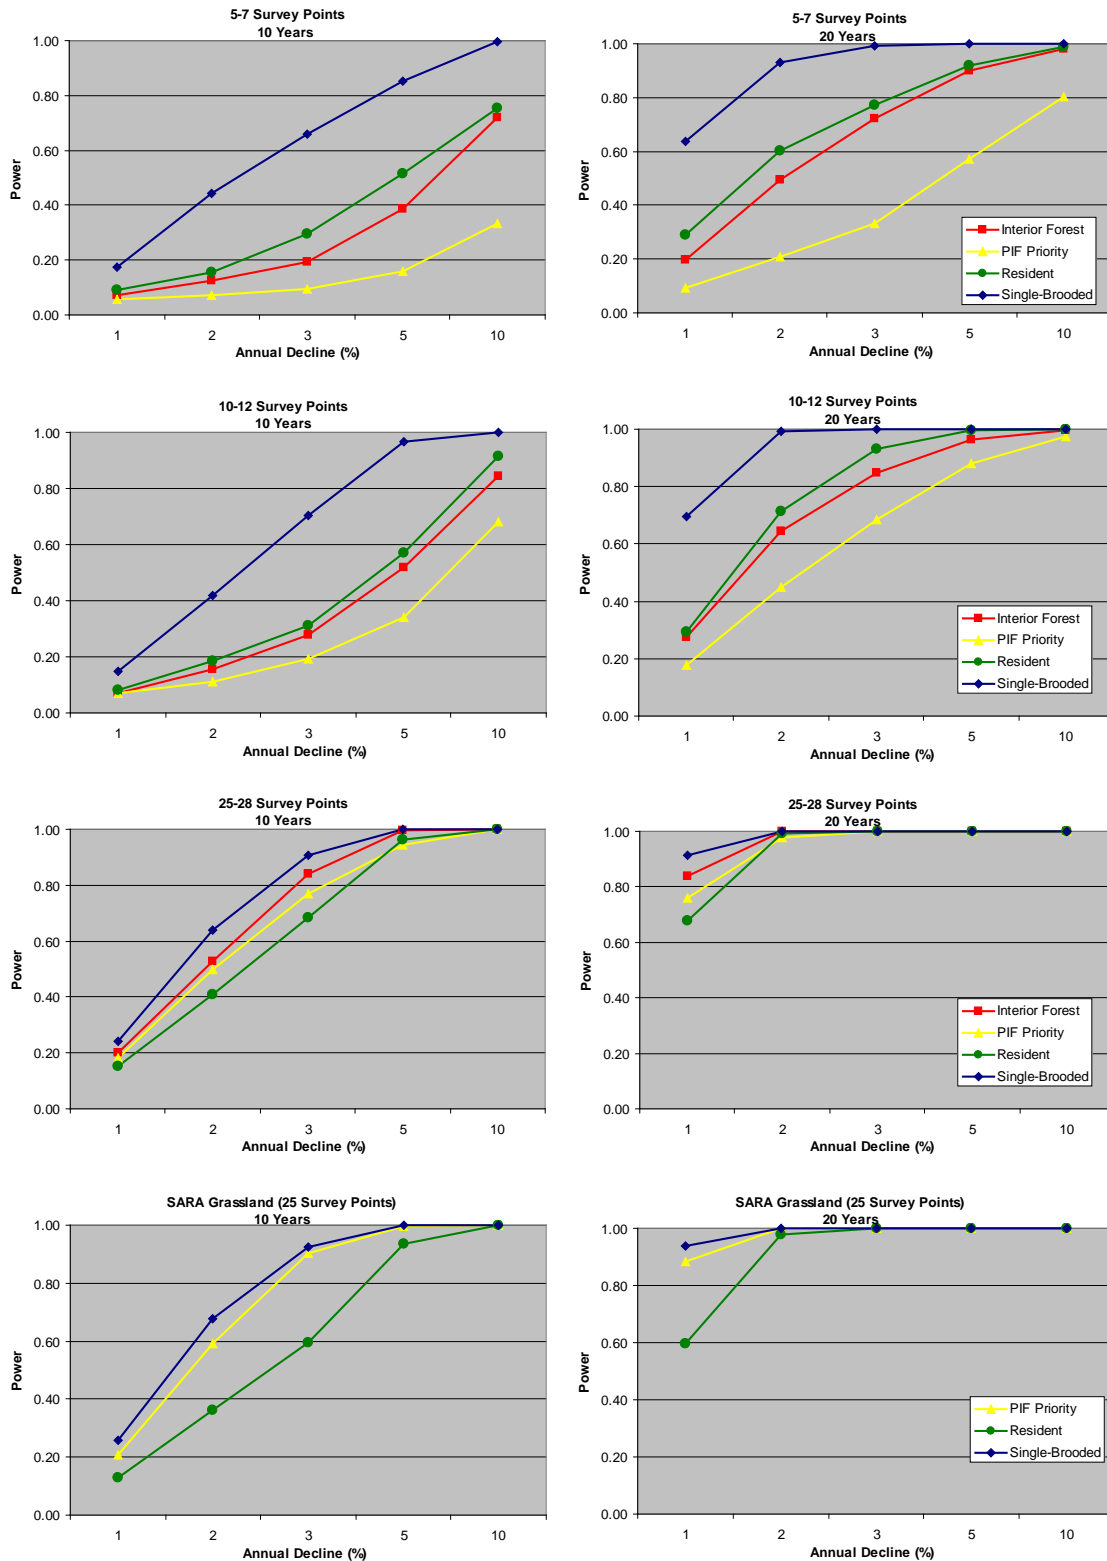 5-7 Survey Points
10 Years
1.00
0.80
0.60
0.40
0.20
0.00
Power
1 2 3 5 10
Annual Decline (%)
5-7 Survey Points
20 Years
1.00
0.80
0.60
0.40
0.20
0.00
Power
Interior Forest
PIF Priority
Resident
Single-Brooded
1 2 3 5 10
Annual Decline (%)
10-12 Survey Points
10 Years
1.00
0.80
0.60
0.40
0.20
0.00
Power
1 2 3 5 10
Annual Decline (%)
10-12 Survey Points
20 Years
1.00
0.80
0.60
0.40
0.20
0.00
Power
Interior Forest
PIF Priority
Resident
Single-Brooded
1 2 3 5 10
Annual Decline (%)
25-28 Survey Points
10 Years
1.00
0.80
0.60
0.40
0.20
0.00
Power
1 2 3 5 10
Annual Decline (%)
25-28 Survey Points
20 Years
1.00
0.80
0.60
0.40
0.20
0.00
Power
Interior Forest
PIF Priority
Resident
Single-Brooded
1 2 3 5 10
Annual Decline (%)
SARA Grassland (25 Survey Points)
10 Years
1.00
0.80
0.60
0.40
0.20
0.00
Power
1 2 3 5 10
Annual Decline (%)
SARA Grassland (25 Survey Points)
20 Years
1.00
0.80
0.60
0.40
0.20
0.00
Power
PIF Priority
Resident
Single-Brooded
1 2 3 5 10
Annual Decline (%)